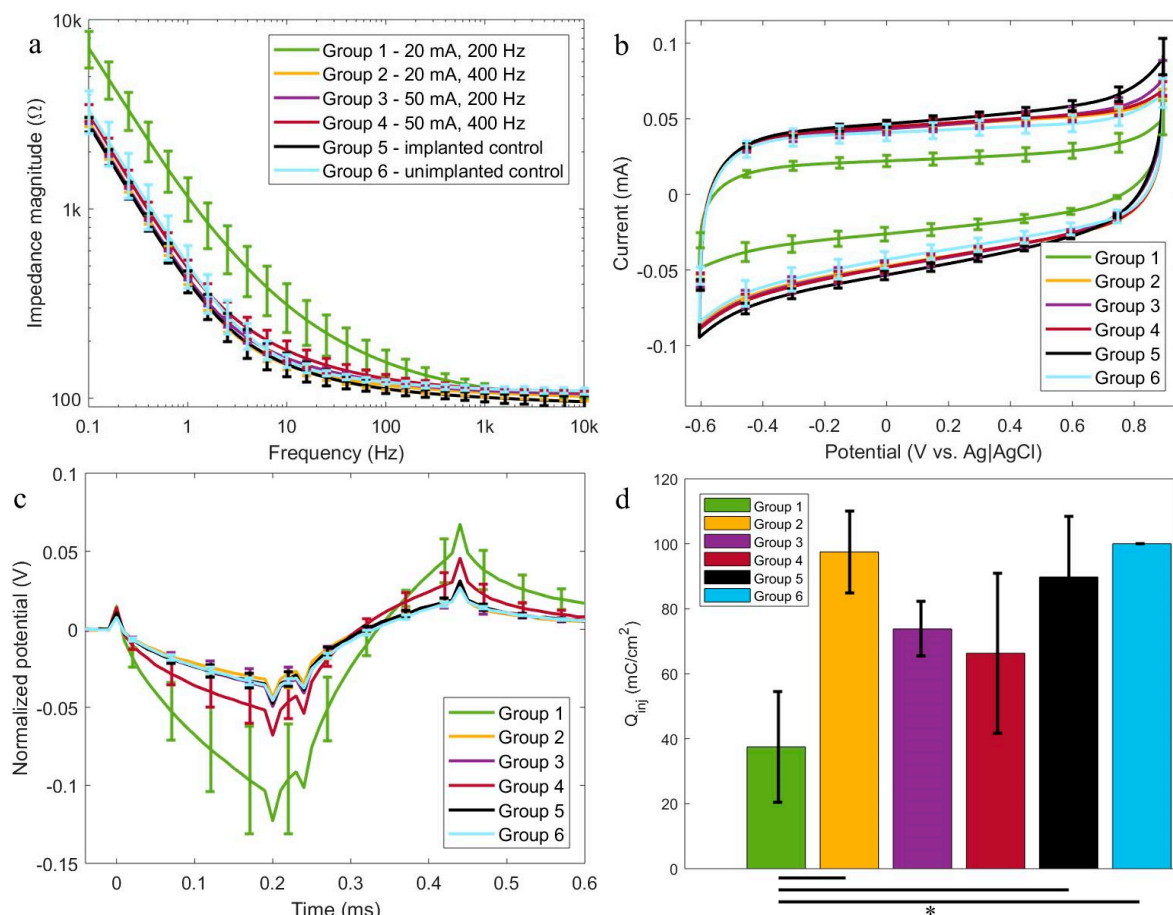 a
10k
1k
100
Impedance magnitude (Ω)
0.1
1
10
100
1k
10k
Frequency (Hz)
Group 1 - 20 mA, 200 Hz
Group 2 - 20 mA, 400 Hz
Group 3 - 50 mA, 200 Hz
Group 4 - 50 mA, 400 Hz
Group 5 - implanted control
Group 6 - unimplanted control
b
0.1
0.05
0
-0.05
-0.1
Current (mA)
-0.6
-0.4
-0.2
0
0.2
0.4
0.6
0.8
Potential (V vs. Ag|AgCl)
Group 1
Group 2
Group 3
Group 4
Group 5
Group 6
c
0.1
0.05
0
-0.05
-0.1
-0.15
Normalized potential (V)
0
0.1
0.2
0.3
0.4
0.5
0.6
Time (ms)
Group 1
Group 2
Group 3
Group 4
Group 5
Group 6
d
120
100
80
60
40
20
0
Qinj (mC/cm2)
Group 1
Group 2
Group 3
Group 4
Group 5
Group 6
*